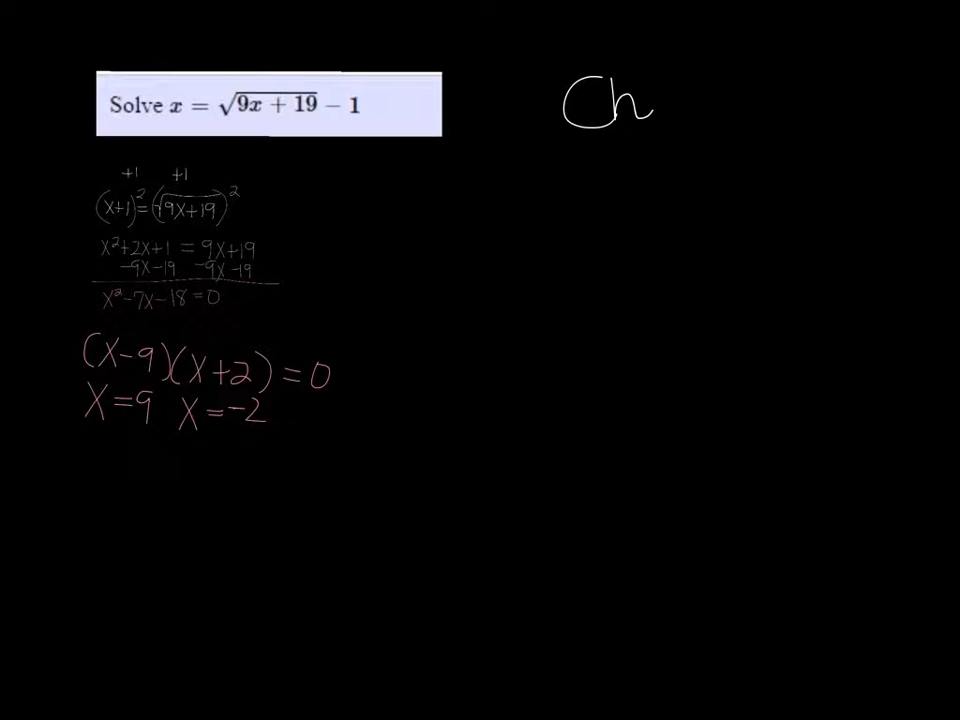 Solve x = √(9x + 19) − 1
Ch
+1 +1
(x+1)² = (√(9x+19))²
x²+2x+1 = 9x+19
-9x-19 -9x-19
x²-7x-18=0
(x-9)(x+2)=0
x=9 x=-2